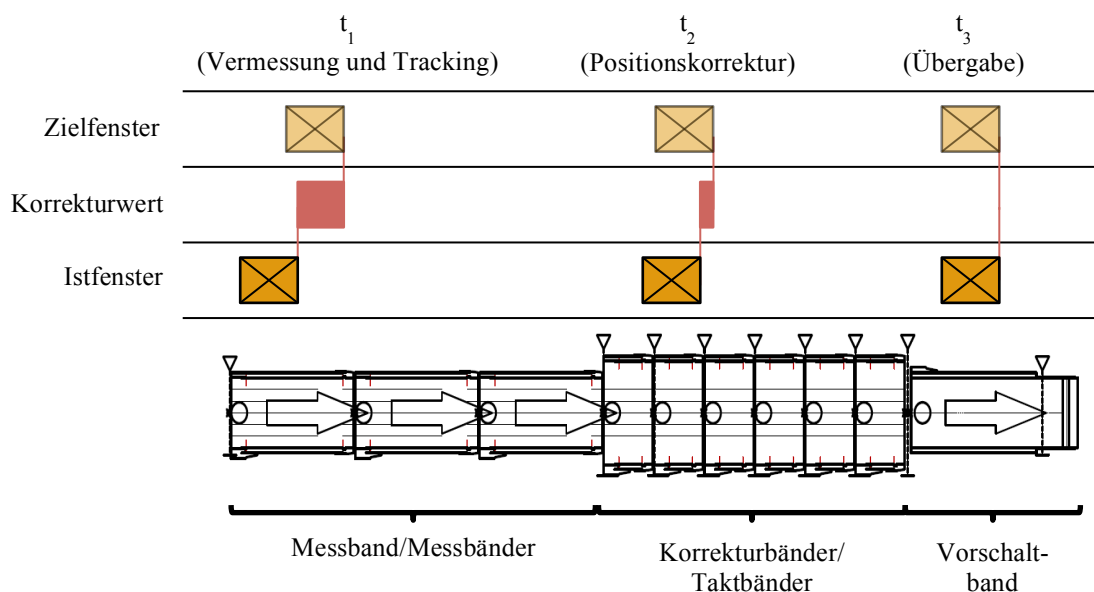 t₁
(Vermessung und Tracking)
t₂
(Positionskorrektur)
t₃
(Übergabe)
Zielfenster
Korrekturwert
Istfenster
Messband/Messbänder
Korrekturbänder/
Taktbänder
Vorschalt-
band